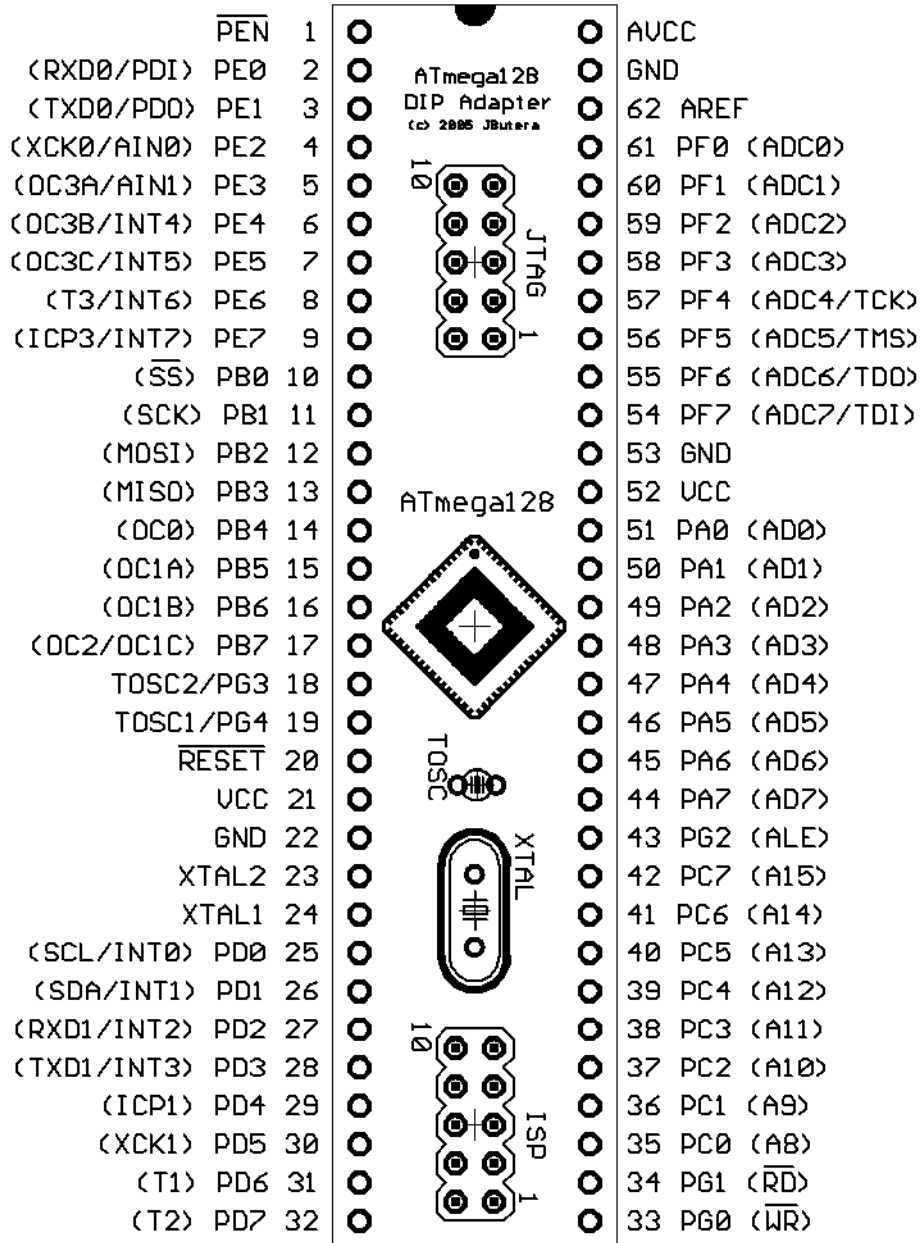 PEN 1
(RXD0/PDI) PE0 2
(TXD0/PDO) PE1 3
(XCK0/AIN0) PE2 4
(OC3A/AIN1) PE3 5
(OC3B/INT4) PE4 6
(OC3C/INT5) PE5 7
(T3/INT6) PE6 8
(ICP3/INT7) PE7 9
(SS) PB0 10
(SCK) PB1 11
(MOSI) PB2 12
(MISO) PB3 13
(OC0) PB4 14
(OC1A) PB5 15
(OC1B) PB6 16
(OC2/OC1C) PB7 17
TOSC2/PG3 18
TOSC1/PG4 19
RESET 20
VCC 21
GND 22
XTAL2 23
XTAL1 24
(SCL/INT0) PD0 25
(SDA/INT1) PD1 26
(RXD1/INT2) PD2 27
(TXD1/INT3) PD3 28
(ICP1) PD4 29
(XCK1) PD5 30
(T1) PD6 31
(T2) PD7 32
ATmega128
DIP Adapter
(c) 2005 JButera
10
JTAG
1
ATmega128
TOSC
XTAL
10
ISP
1
AVCC
GND
62 AREF
61 PF0 (ADC0)
60 PF1 (ADC1)
59 PF2 (ADC2)
58 PF3 (ADC3)
57 PF4 (ADC4/TCK)
56 PF5 (ADC5/TMS)
55 PF6 (ADC6/TDO)
54 PF7 (ADC7/TDI)
53 GND
52 VCC
51 PA0 (AD0)
50 PA1 (AD1)
49 PA2 (AD2)
48 PA3 (AD3)
47 PA4 (AD4)
46 PA5 (AD5)
45 PA6 (AD6)
44 PA7 (AD7)
43 PG2 (ALE)
42 PC7 (A15)
41 PC6 (A14)
40 PC5 (A13)
39 PC4 (A12)
38 PC3 (A11)
37 PC2 (A10)
36 PC1 (A9)
35 PC0 (A8)
34 PG1 (RD)
33 PG0 (WR)